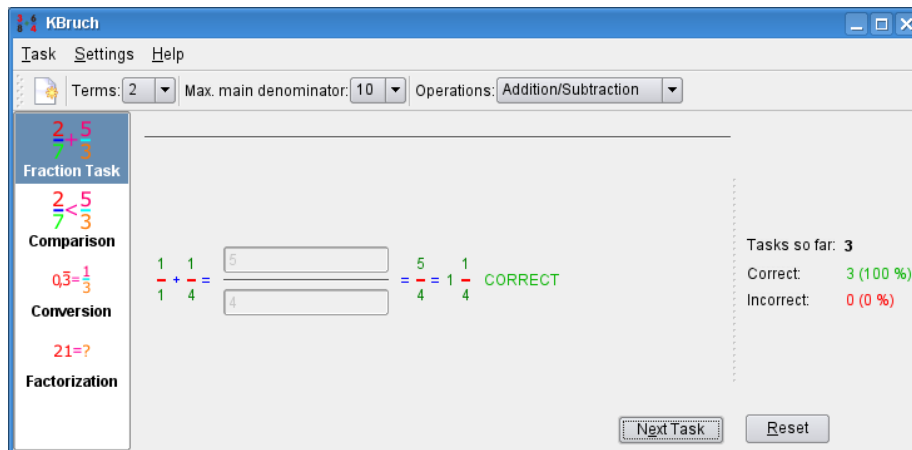 KBruch
Task Settings Help
Terms: 2 Max. main denominator: 10 Operations: Addition/Subtraction
2/7+5/3
Fraction Task
2/7<5/3
Comparison
0,3̅=1/3
Conversion
21=?
Factorization
1/1 + 1/4 = 5/4 = 5/4 = 1 1/4 CORRECT
Tasks so far: 3
Correct: 3 (100 %)
Incorrect: 0 (0 %)
Next Task Reset